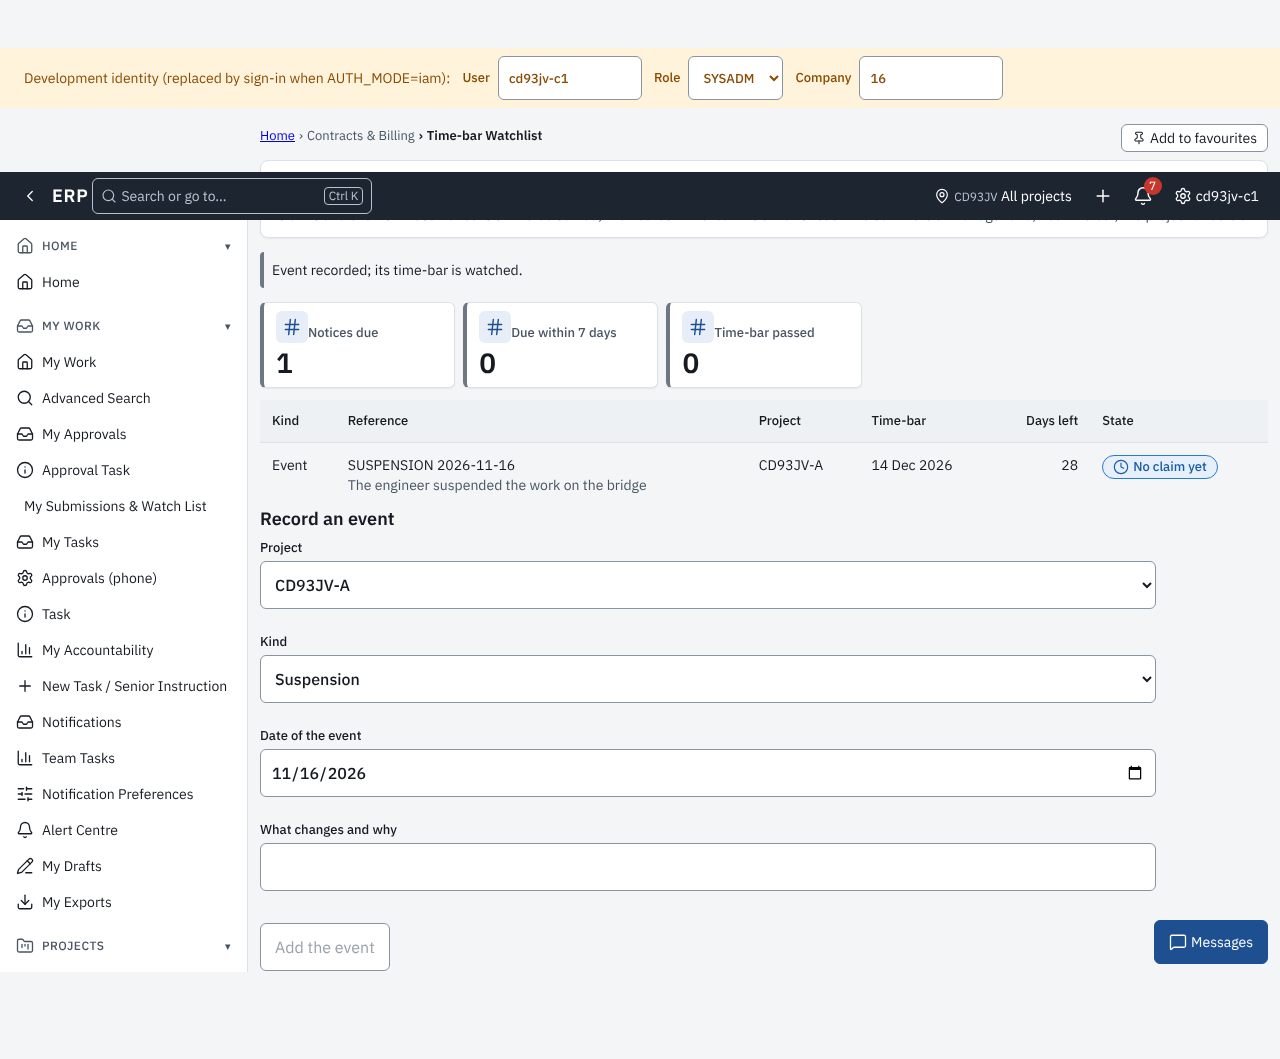 Development identity (replaced by sign-in when AUTH_MODE=iam): User cd93jv-c1 Role SYSADM Company 16
Home › Contracts & Billing › Time-bar Watchlist
Add to favourites
ERP Search or go to... Ctrl K CD93JV All projects 7 cd93jv-c1
HOME
Home
MY WORK
My Work
Advanced Search
My Approvals
Approval Task
My Submissions & Watch List
My Tasks
Approvals (phone)
Task
My Accountability
New Task / Senior Instruction
Notifications
Team Tasks
Notification Preferences
Alert Centre
My Drafts
My Exports
PROJECTS
Event recorded; its time-bar is watched.
# Notices due
1
# Due within 7 days
0
# Time-bar passed
0
Kind Reference Project Time-bar Days left State
Event SUSPENSION 2026-11-16 CD93JV-A 14 Dec 2026 28 No claim yet
The engineer suspended the work on the bridge
Record an event
Project
CD93JV-A
Kind
Suspension
Date of the event
11/16/2026
What changes and why
Add the event
Messages